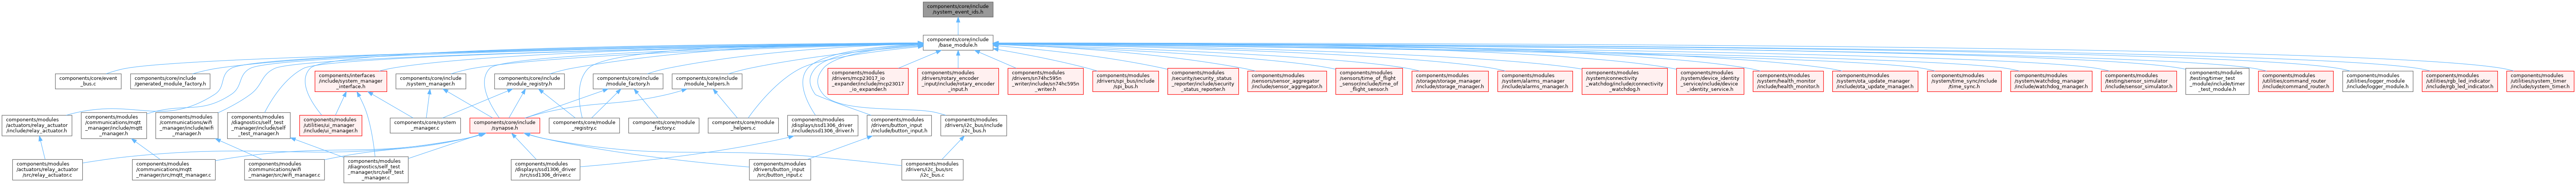 components/core/include
/system_event_ids.h
components/core/include
/base_module.h
components/core/event
_bus.c
components/core/include
/generated_module_factory.h
components/interfaces
/include/system_manager
_interface.h
components/core/include
/system_manager.h
components/core/include
/module_registry.h
components/core/include
/module_factory.h
components/core/include
/module_helpers.h
components/modules
/drivers/mcp23017_io
_expander/include/mcp23017
_io_expander.h
components/modules
/drivers/rotary_encoder
_input/include/rotary_encoder
_input.h
components/modules
/drivers/sn74hc595n
_writer/include/sn74hc595n
_writer.h
components/modules
/drivers/spi_bus/include
/spi_bus.h
components/modules
/security/security_status
_reporter/include/security
_status_reporter.h
components/modules
/sensors/sensor_aggregator
/include/sensor_aggregator.h
components/modules
/sensors/time_of_flight
_sensor/include/time_of
_flight_sensor.h
components/modules
/storage/storage_manager
/include/storage_manager.h
components/modules
/system/alarms_manager
/include/alarms_manager.h
components/modules
/system/connectivity
_watchdog/include/connectivity
_watchdog.h
components/modules
/system/device_identity
_service/include/device
_identity_service.h
components/modules
/system/health_monitor
/include/health_monitor.h
components/modules
/system/ota_update_manager
/include/ota_update_manager.h
components/modules
/system/time_sync/include
/time_sync.h
components/modules
/system/watchdog_manager
/include/watchdog_manager.h
components/modules
/testing/sensor_simulator
/include/sensor_simulator.h
components/modules
/testing/timer_test
_module/include/timer
_test_module.h
components/modules
/utilities/command_router
/include/command_router.h
components/modules
/utilities/logger_module
/include/logger_module.h
components/modules
/utilities/rgb_led_indicator
/include/rgb_led_indicator.h
components/modules
/utilities/system_timer
/include/system_timer.h
components/modules
/actuators/relay_actuator
/include/relay_actuator.h
components/modules
/communications/mqtt
_manager/include/mqtt
_manager.h
components/modules
/communications/wifi
_manager/include/wifi
_manager.h
components/modules
/diagnostics/self_test
_manager/include/self
_test_manager.h
components/modules
/utilities/ui_manager
/include/ui_manager.h
components/core/system
_manager.c
components/core/include
/synapse.h
components/core/module
_registry.c
components/core/module
_factory.c
components/core/module
_helpers.c
components/modules
/displays/ssd1306_driver
/include/ssd1306_driver.h
components/modules
/drivers/button_input
/include/button_input.h
components/modules
/drivers/i2c_bus/include
/i2c_bus.h
components/modules
/actuators/relay_actuator
/src/relay_actuator.c
components/modules
/communications/mqtt
_manager/src/mqtt_manager.c
components/modules
/communications/wifi
_manager/src/wifi_manager.c
components/modules
/diagnostics/self_test
_manager/src/self_test
_manager.c
components/modules
/displays/ssd1306_driver
/src/ssd1306_driver.c
components/modules
/drivers/button_input
/src/button_input.c
components/modules
/drivers/i2c_bus/src
/i2c_bus.c